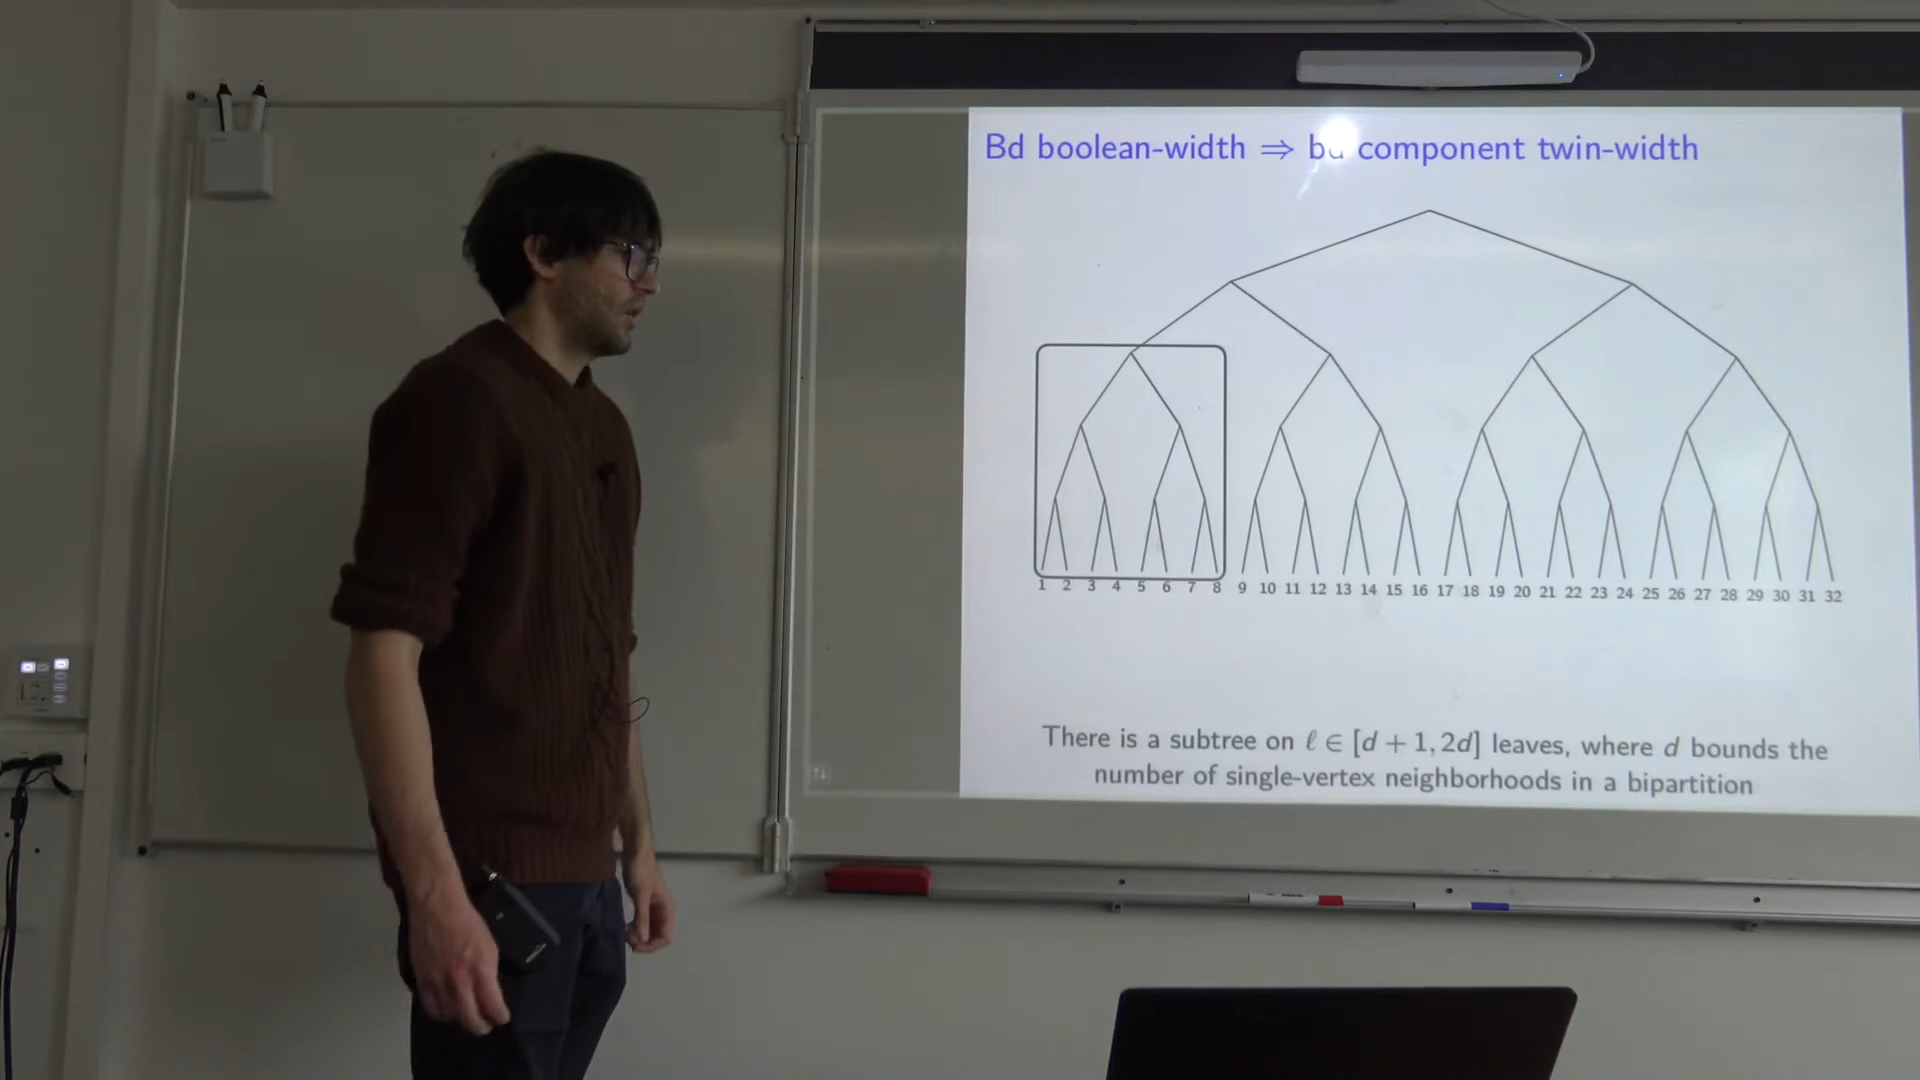 Bd boolean-width ⇒ bd component twin-width
1 2 3 4 5 6 7 8 9 10 11 12 13 14 15 16 17 18 19 20 21 22 23 24 25 26 27 28 29 30 31 32
There is a subtree on ℓ ∈ [d + 1, 2d] leaves, where d bounds the
number of single-vertex neighborhoods in a bipartition